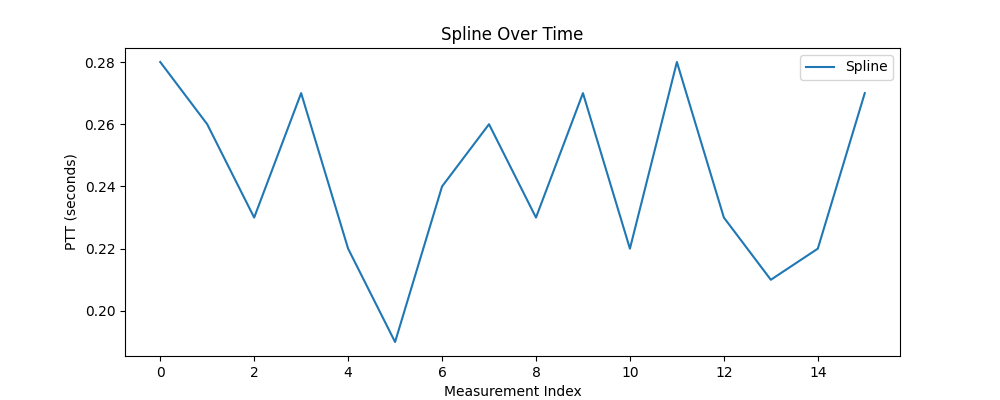 Spline Over Time
Spline
PTT (seconds)
0.28
0.26
0.24
0.22
0.20
0 2 4 6 8 10 12 14
Measurement Index